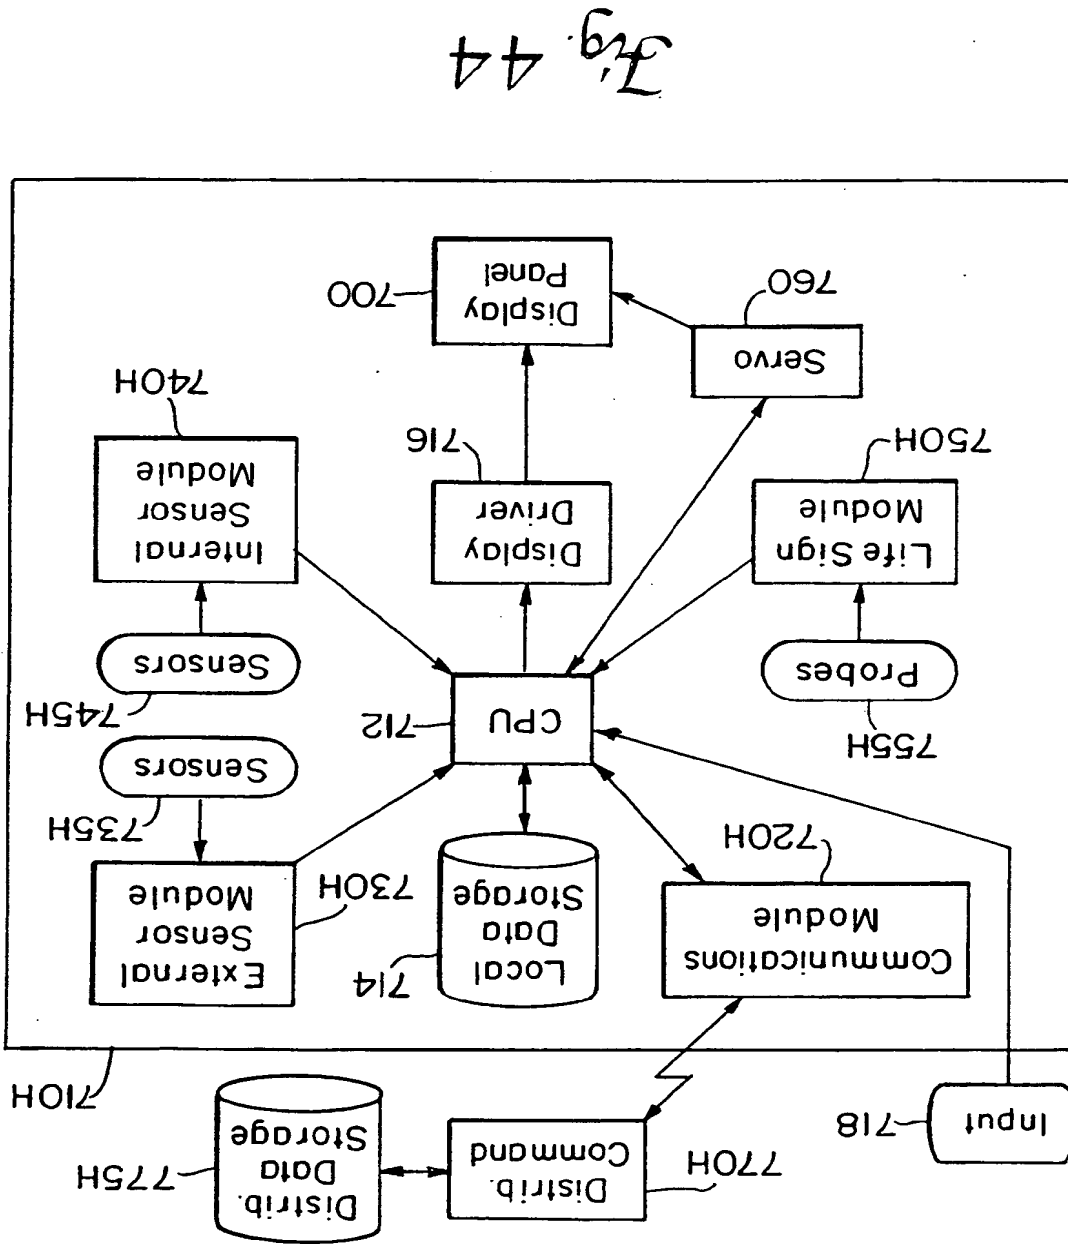 Input
718
Distrib.
Command
770H
Distrib.
Data
Storage
775H
710H
Communications
Module
720H
Local
Data
Storage
714
External
Sensor
Module
730H
Sensors
735H
Probes
755H
CPU
712
Sensors
745H
Life Sign
Module
750H
Display
Driver
716
Internal
Sensor
Module
740H
Servo
760
Display
Panel
700
Fig. 44